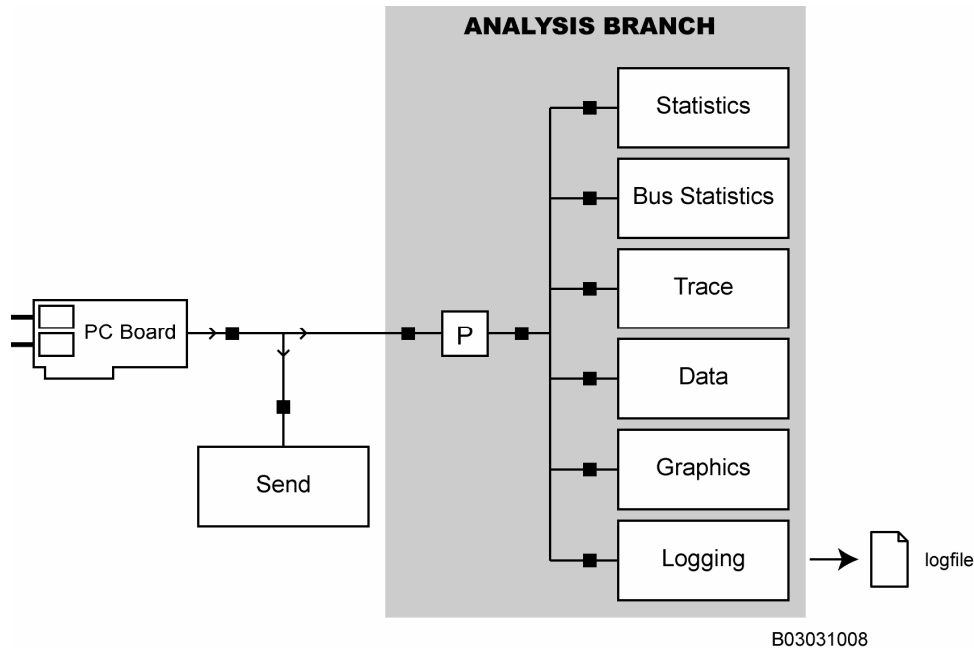 ANALYSIS BRANCH
Statistics
Bus Statistics
Trace
PC Board
P
Data
Send
Graphics
Logging
logfile
B03031008